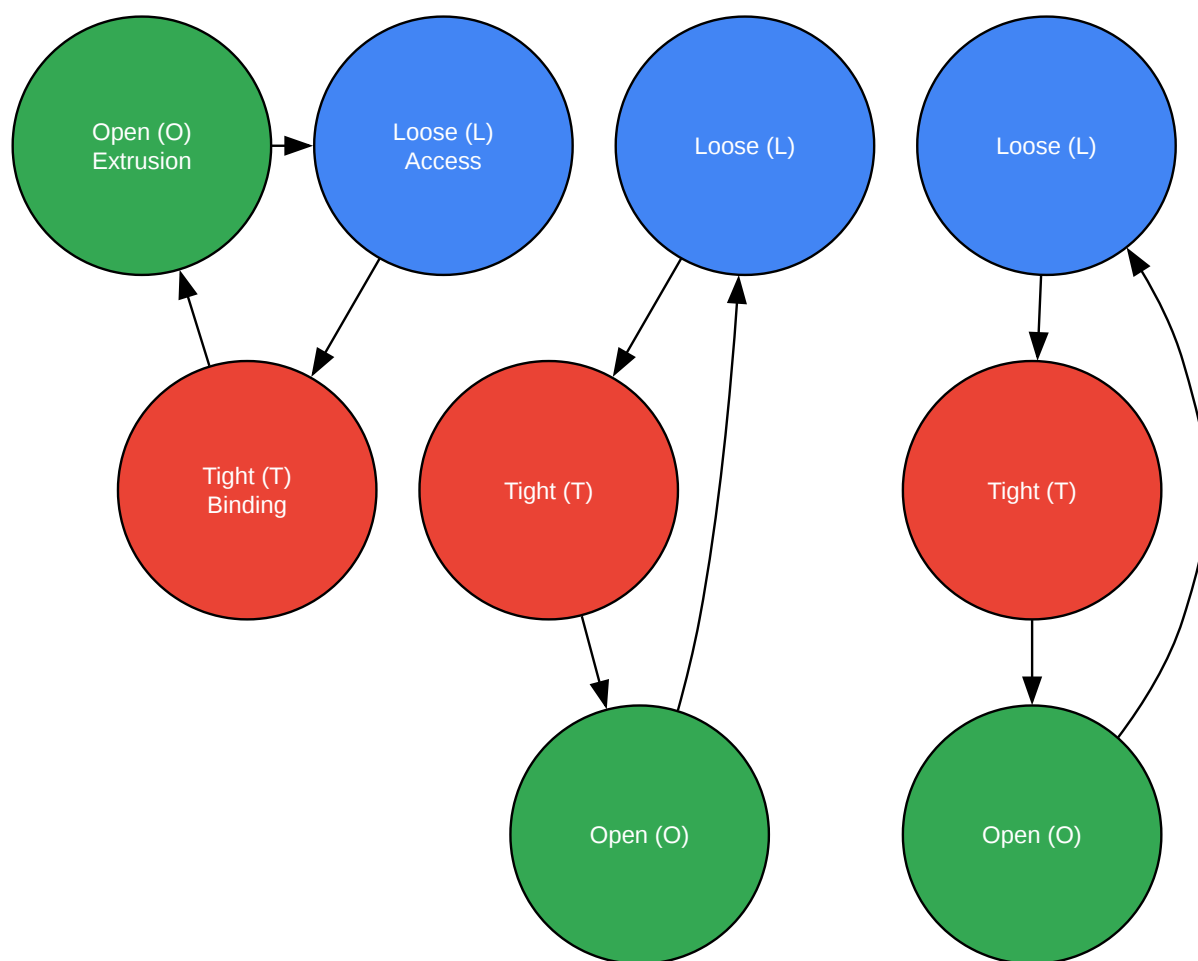 Open (O)
Extrusion
Loose (L)
Access
Loose (L)
Loose (L)
Tight (T)
Binding
Tight (T)
Tight (T)
Open (O)
Open (O)